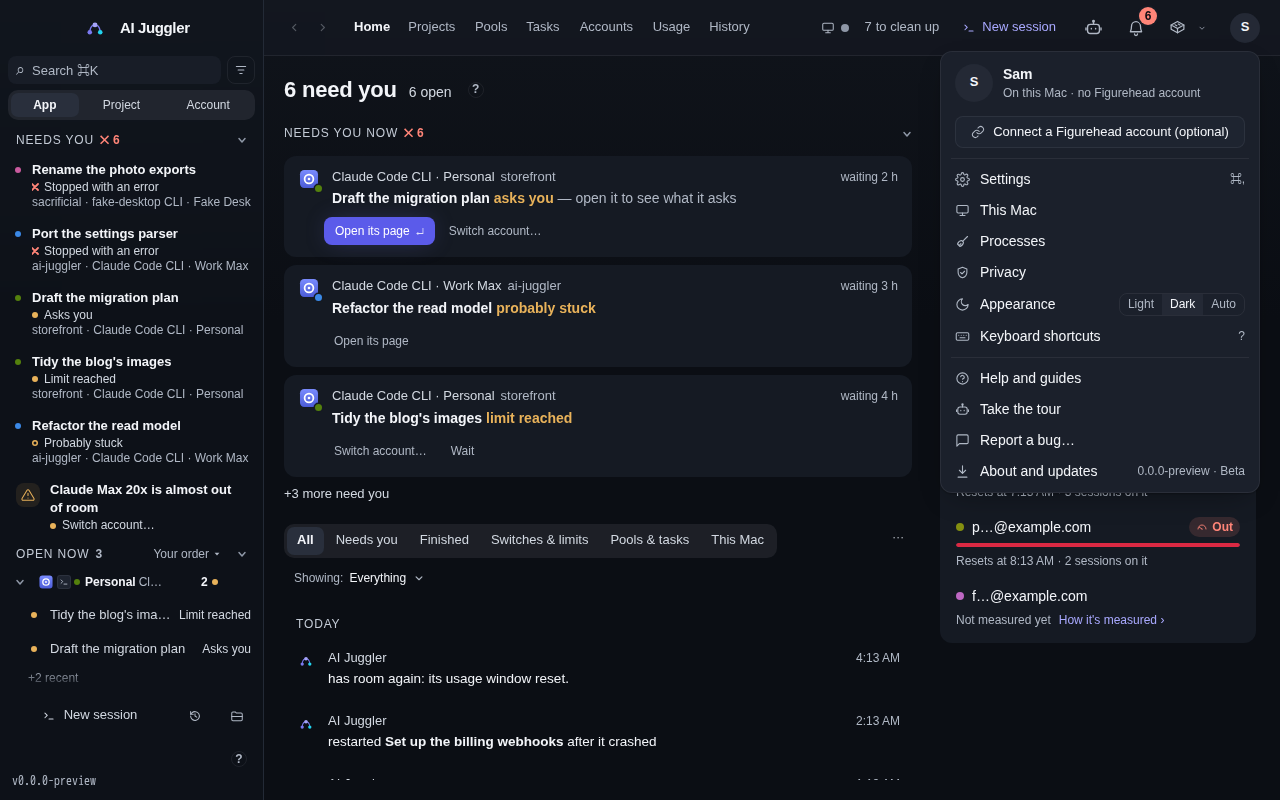 AI Juggler
Search ⌘K
App Project Account
NEEDS YOU 6
Rename the photo exports
Stopped with an error
sacrificial · fake-desktop CLI · Fake Desk
Port the settings parser
Stopped with an error
ai-juggler · Claude Code CLI · Work Max
Draft the migration plan
Asks you
storefront · Claude Code CLI · Personal
Tidy the blog's images
Limit reached
storefront · Claude Code CLI · Personal
Refactor the read model
Probably stuck
ai-juggler · Claude Code CLI · Work Max
Claude Max 20x is almost out
of room
Switch account…
OPEN NOW 3 Your order
Personal Cl… 2
Tidy the blog's ima… Limit reached
Draft the migration plan Asks you
+2 recent
New session
?
v0.0.0-preview
Home Projects Pools Tasks Accounts Usage History
7 to clean up
New session
6
S
6 need you 6 open ?
NEEDS YOU NOW 6
Claude Code CLI · Personal storefront waiting 2 h
Draft the migration plan asks you — open it to see what it asks
Open its page Switch account…
Claude Code CLI · Work Max ai-juggler waiting 3 h
Refactor the read model probably stuck
Open its page
Claude Code CLI · Personal storefront waiting 4 h
Tidy the blog's images limit reached
Switch account… Wait
+3 more need you
All Needs you Finished Switches & limits Pools & tasks This Mac
Showing: Everything
TODAY
AI Juggler 4:13 AM
has room again: its usage window reset.
AI Juggler 2:13 AM
restarted Set up the billing webhooks after it crashed
S
Sam
On this Mac · no Figurehead account
Connect a Figurehead account (optional)
Settings ⌘,
This Mac
Processes
Privacy
Appearance Light Dark Auto
Keyboard shortcuts ?
Help and guides
Take the tour
Report a bug…
About and updates 0.0.0-preview · Beta
p…@example.com Out
Resets at 8:13 AM · 2 sessions on it
f…@example.com
Not measured yet How it's measured ›